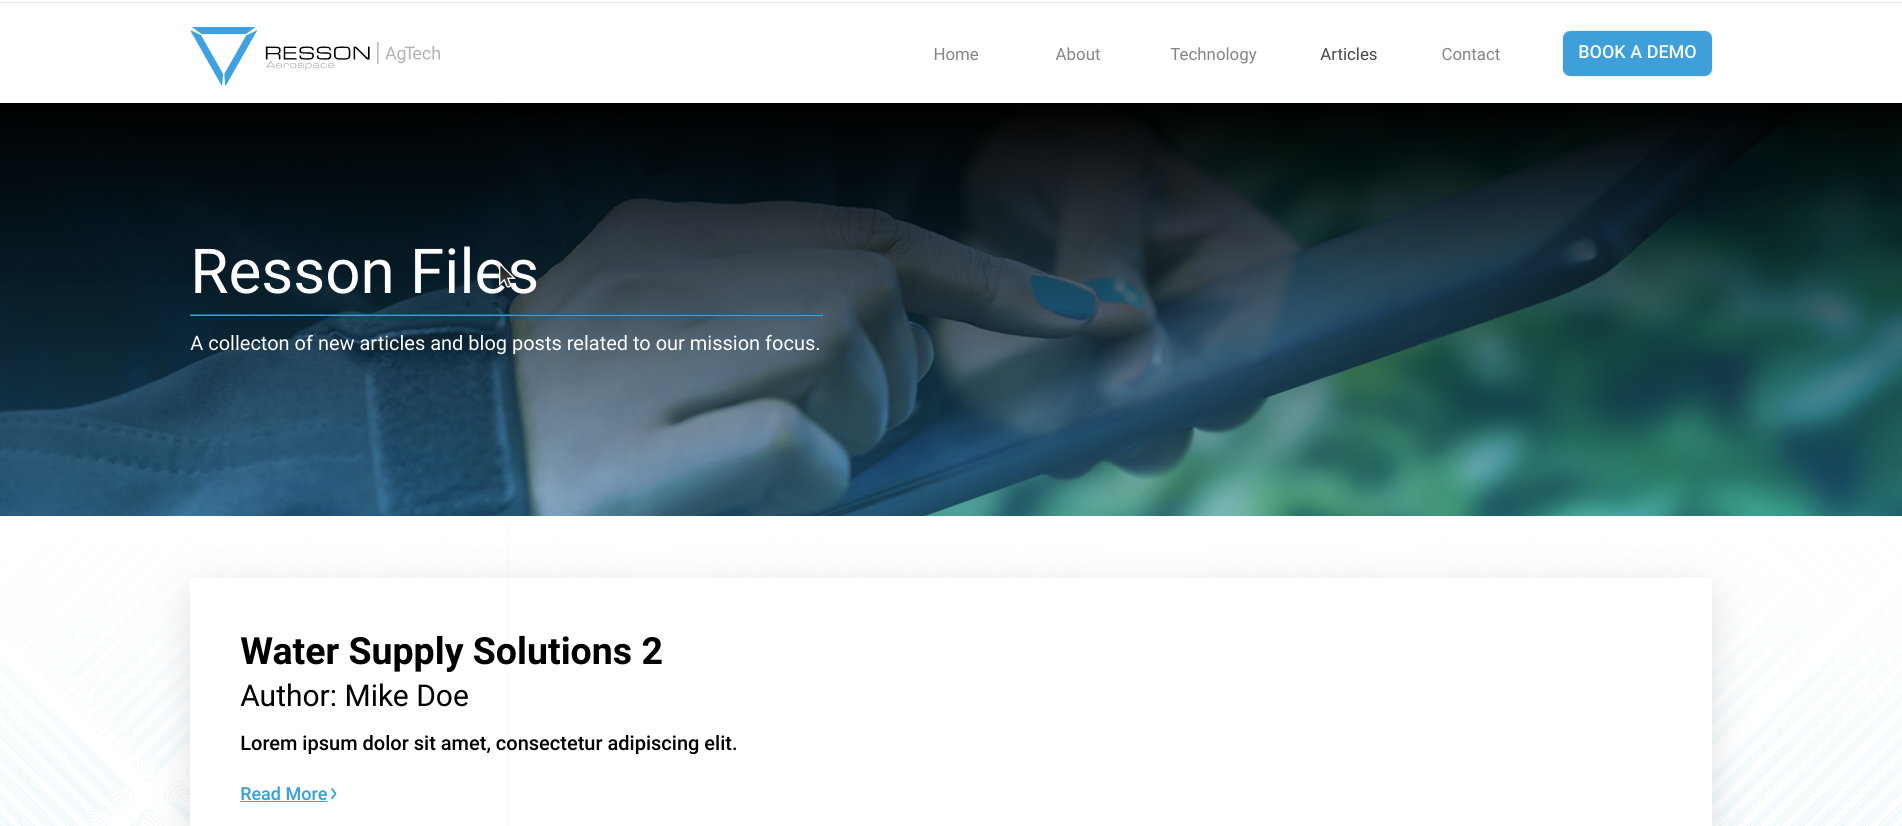 RESSON | AgTech
Aerospace
Home About Technology Articles Contact BOOK A DEMO
Resson Files
A collecton of new articles and blog posts related to our mission focus.
Water Supply Solutions 2
Author: Mike Doe
Lorem ipsum dolor sit amet, consectetur adipiscing elit.
Read More ›